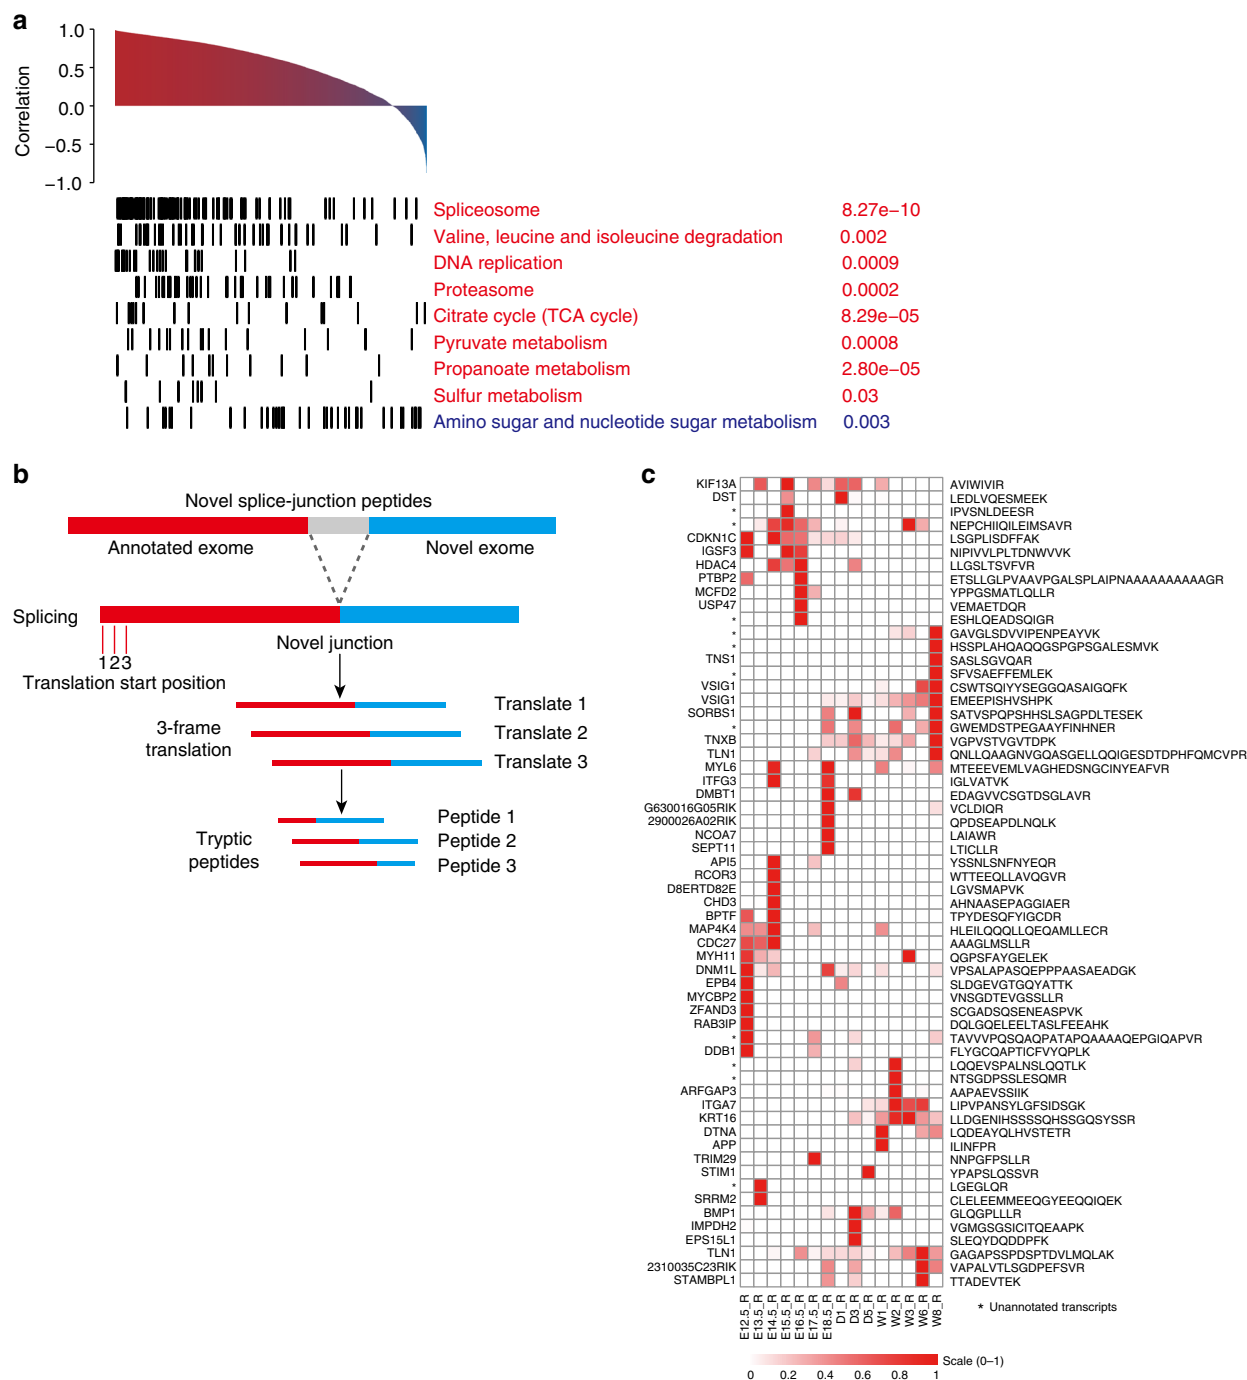 a
1.0
0.5
0.0
−0.5
−1.0
Correlation
Spliceosome 8.27e−10
Valine, leucine and isoleucine degradation 0.002
DNA replication 0.0009
Proteasome 0.0002
Citrate cycle (TCA cycle) 8.29e−05
Pyruvate metabolism 0.0008
Propanoate metabolism 2.80e−05
Sulfur metabolism 0.03
Amino sugar and nucleotide sugar metabolism 0.003
b
Novel splice-junction peptides
Annotated exome Novel exome
Splicing
Novel junction
123
Translation start position
3-frame
translation
Translate 1
Translate 2
Translate 3
Tryptic
peptides
Peptide 1
Peptide 2
Peptide 3
c
KIF13A AVIWIVIR
DST LEDLVQESMEEK
* IPVSNLDEESR
* NEPCHIIQILEIMSAVR
CDKN1C LSGPLISDFFAK
IGSF3 NIPIVVLPLTDNWVVK
HDAC4 LLGSLTSVFVR
PTBP2 ETSLLGLPVAAVPGALSPLAIPNAAAAAAAAAAGR
MCFD2 YPPGSMATLQLLR
USP47 VEMAETDQR
* ESHLQEADSQIGR
* GAVGLSDVVIPENPEAYVK
* HSSPLAHQAQQGSPGPSGALESMVK
TNS1 SASLSGVQAR
* SFVSAEFFEMLEK
VSIG1 CSWTSQIYYSEGGQASAIGQFK
VSIG1 EMEEPISHVSHPK
SORBS1 SATVSPQPSHHSLSAGPDLTESEK
* GWEMDSTPEGAAYFINHNER
TNXB VGPVSTVGVTDPK
TLN1 QNLLQAAGNVGQASGELLQQIGESDTDPHFQMCVPR
MYL6 MTEEEVEMLVAGHEDSNGCINYEAFVR
ITFG3 IGLVATVK
DMBT1 EDAGVVCSGTDSGLAVR
G630016G05RIK VCLDIQR
2900026A02RIK QPDSEAPDLNQLK
NCOA7 LAIAWR
SEPT11 LTICLLR
API5 YSSNLSNFNYEQR
RCOR3 WTTEEQLLAVQGVR
D8ERTD82E LGVSMAPVK
CHD3 AHNAASEPAGGIAER
BPTF TPYDESQFYIGCDR
MAP4K4 HLEILQQQLLQEQAMLLECR
CDC27 AAAGLMSLLR
MYH11 QGPSFAYGELEK
DNM1L VPSALAPASQEPPPAASAEADGK
EPB4 SLDGEVGTGQYATTK
MYCBP2 VNSGDTEVGSSLLR
ZFAND3 SCGADSQSENEASPVK
RAB3IP DQLGQELEELTASLFEEAHK
* TAVVVPQSQAQPATAPQAAAAQEPGIQAPVR
DDB1 FLYGCQAPTICFVYQPLK
* LQQEVSPALNSLQQTLK
* NTSGDPSSLESQMR
ARFGAP3 AAPAEVSSIIK
ITGA7 LIPVPANSYLGFSIDSGK
KRT16 LLDGENIHSSSSQHSSGQSYSSR
DTNA LQDEAYQLHVSTETR
APP ILINFPR
TRIM29 NNPGFPSLLR
STIM1 YPAPSLQSSVR
* LGEGLQR
SRRM2 CLELEEMMEEQGYEEQQIQEK
BMP1 GLQGPLLLR
IMPDH2 VGMGSGSICITQEAAPK
EPS15L1 SLEQYDQDDPFK
TLN1 GAGAPSSPDSPTDVLMQLAK
2310035C23RIK VAPALVTLSGDPEFSVR
STAMBPL1 TTADEVTEK
E12.5_R E13.5_R E14.5_R E15.5_R E16.5_R E17.5_R E18.5_R D1_R D3_R D5_R W1_R W2_R W3_R W6_R W8_R
* Unannotated transcripts
Scale (0–1)
0 0.2 0.4 0.6 0.8 1